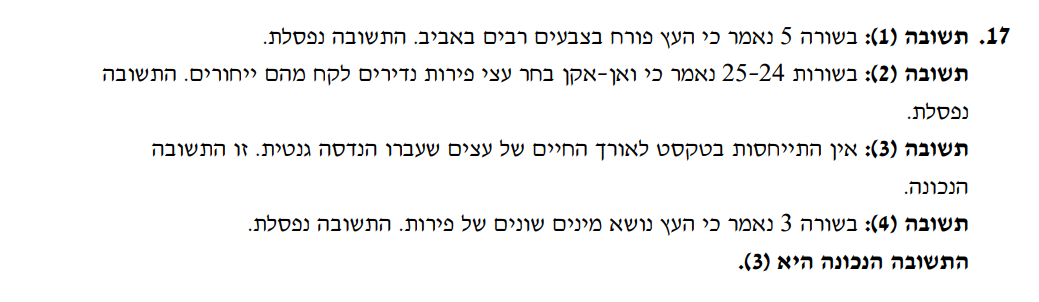 17. תשובה (1): בשורה 5 נאמר כי העץ פורח בצבעים רבים באביב. התשובה נפסלת.
תשובה (2): בשורות 24-25 נאמר כי ואן-אקן בחר עצי פירות נדירים לקח מהם ייחורים. התשובה
נפסלת.
תשובה (3): אין התייחסות בטקסט לאורך החיים של עצים שעברו הנדסה גנטית. זו התשובה
הנכונה.
תשובה (4): בשורה 3 נאמר כי העץ נושא מינים שונים של פירות. התשובה נפסלת.
התשובה הנכונה היא (3).